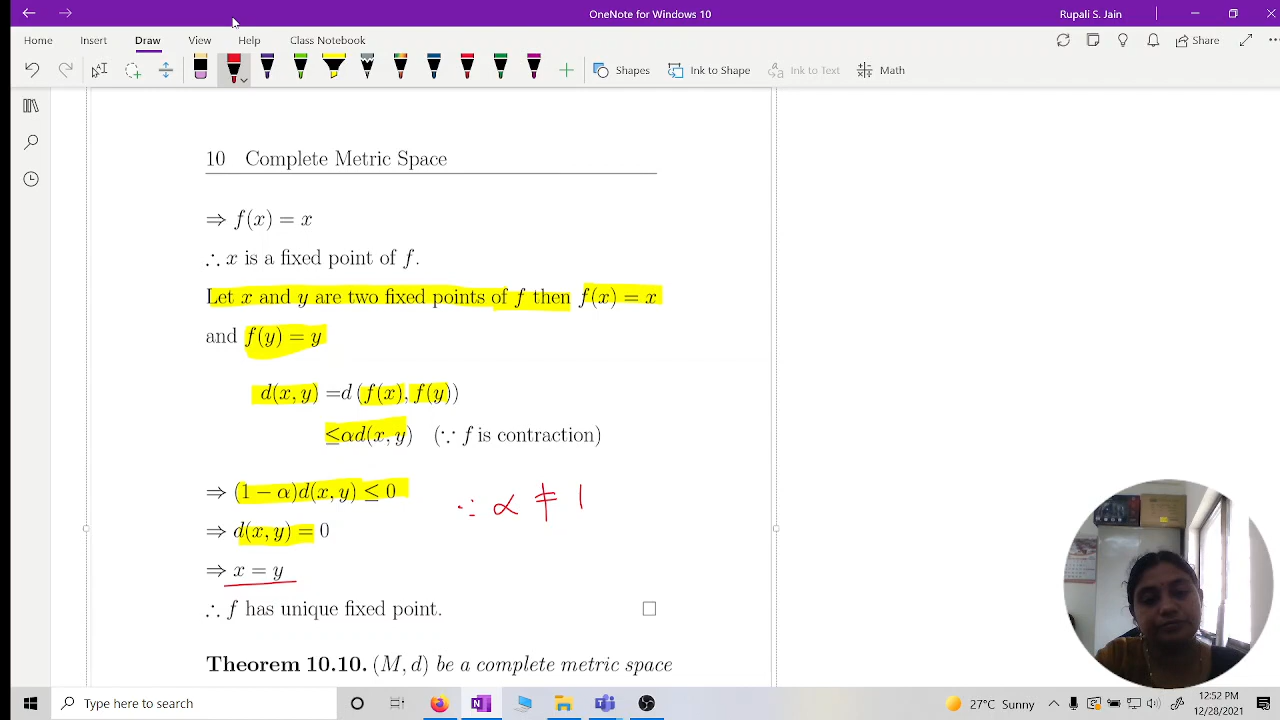 OneNote for Windows 10
Rupali S. Jain
Home Insert Draw View Help Class Notebook
Share
Shapes Ink to Shape Ink to Text Math
10 Complete Metric Space
⇒ f(x) = x
∴ x is a fixed point of f.
Let x and y are two fixed points of f then f(x) = x
and f(y) = y
d(x, y) =d (f(x), f(y))
≤αd(x, y) (∵ f is contraction)
⇒ (1 − α)d(x, y) ≤ 0
∵ α ≠ 1
⇒ d(x, y) = 0
⇒ x = y
∴ f has unique fixed point. □
Theorem 10.10. (M, d) be a complete metric space
Type here to search
27°C Sunny
12:52 PM
12/28/2021